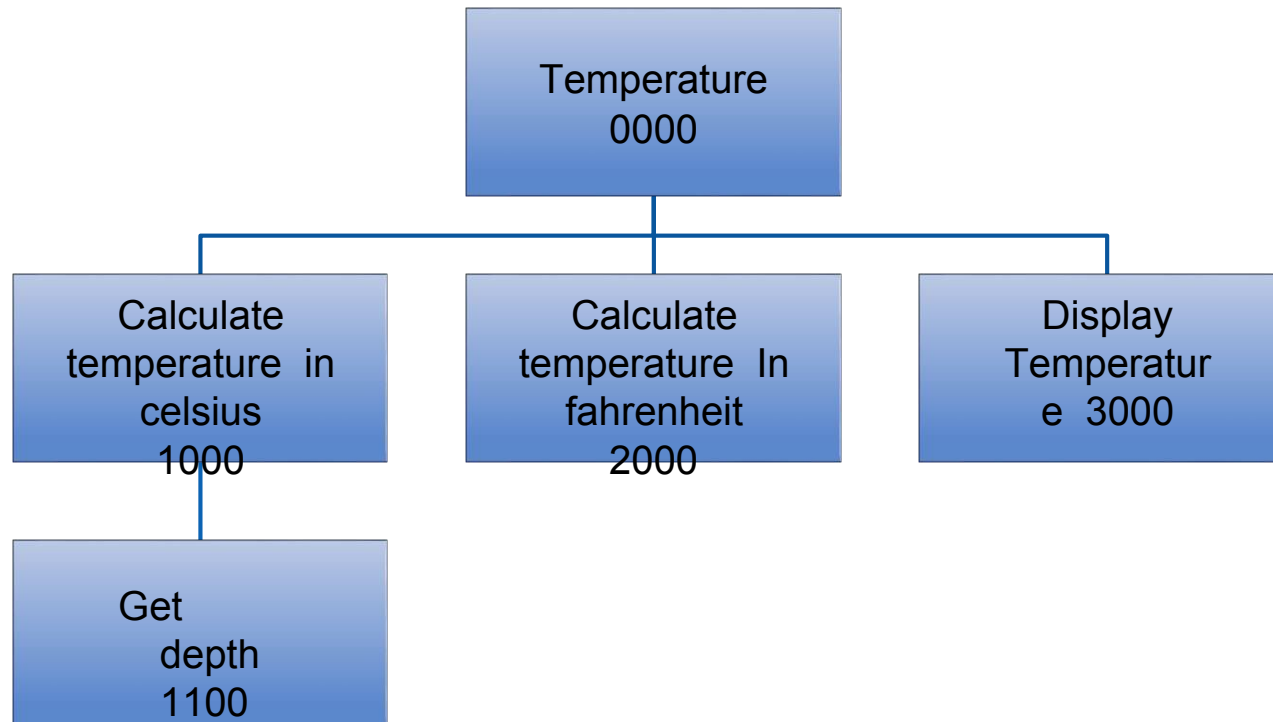 Temperature
0000
Calculate
temperature in
celsius
1000
Calculate
temperature In
fahrenheit
2000
Display
Temperatur
e 3000
Get
depth
1100